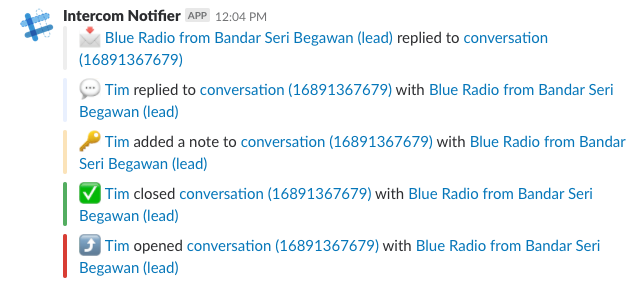 Intercom Notifier APP 12:04 PM
Blue Radio from Bandar Seri Begawan (lead) replied to conversation
(16891367679)
Tim replied to conversation (16891367679) with Blue Radio from Bandar Seri
Begawan (lead)
Tim added a note to conversation (16891367679) with Blue Radio from Bandar
Seri Begawan (lead)
Tim closed conversation (16891367679) with Blue Radio from Bandar Seri
Begawan (lead)
Tim opened conversation (16891367679) with Blue Radio from Bandar Seri
Begawan (lead)